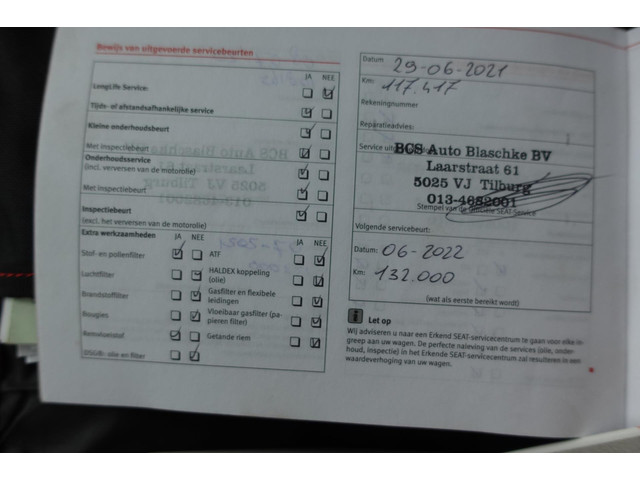 Bewijs van uitgevoerde servicebeurten
JA NEE
LongLife Service:
Tijds- of afstandsafhankelijke service
Kleine onderhoudsbeurt
Met inspectiebeurt
Onderhoudsservice
(incl. verversen van de motorolie)
Met inspectiebeurt
Inspectiebeurt
(excl. het verversen van de motorolie)
Extra werkzaamheden JA NEE JA NEE
Stof- en pollenfilter ATF
Luchtfilter HALDEX koppeling
(olie)
Brandstoffilter Gasfilter en flexibele
leidingen
Bougies Vloeibaar gasfilter (pa-
pieren filter)
Remvloeistof Getande riem
DSG®: olie en filter
Datum 29-06-2021
Km: 117.417
Rekeningnummer
Reparatieadvies:
Service uit
BCS Auto Blaschke BV
Laarstraat 61
5025 VJ Tilburg
013-4682001
Stempel van de officiële SEAT-Service
Volgende servicebeurt:
Datum: 06-2022
Km: 132.000
(wat als eerste bereikt wordt)
i Let op
Wij adviseren u naar een Erkend SEAT-servicecentrum te gaan voor elke in-
greep aan uw wagen. De perfecte naleving van de services (olie, onder-
houd, inspectie) in het Erkende SEAT-servicecentrum zal resulteren in een
waardeverhoging van uw wagen.